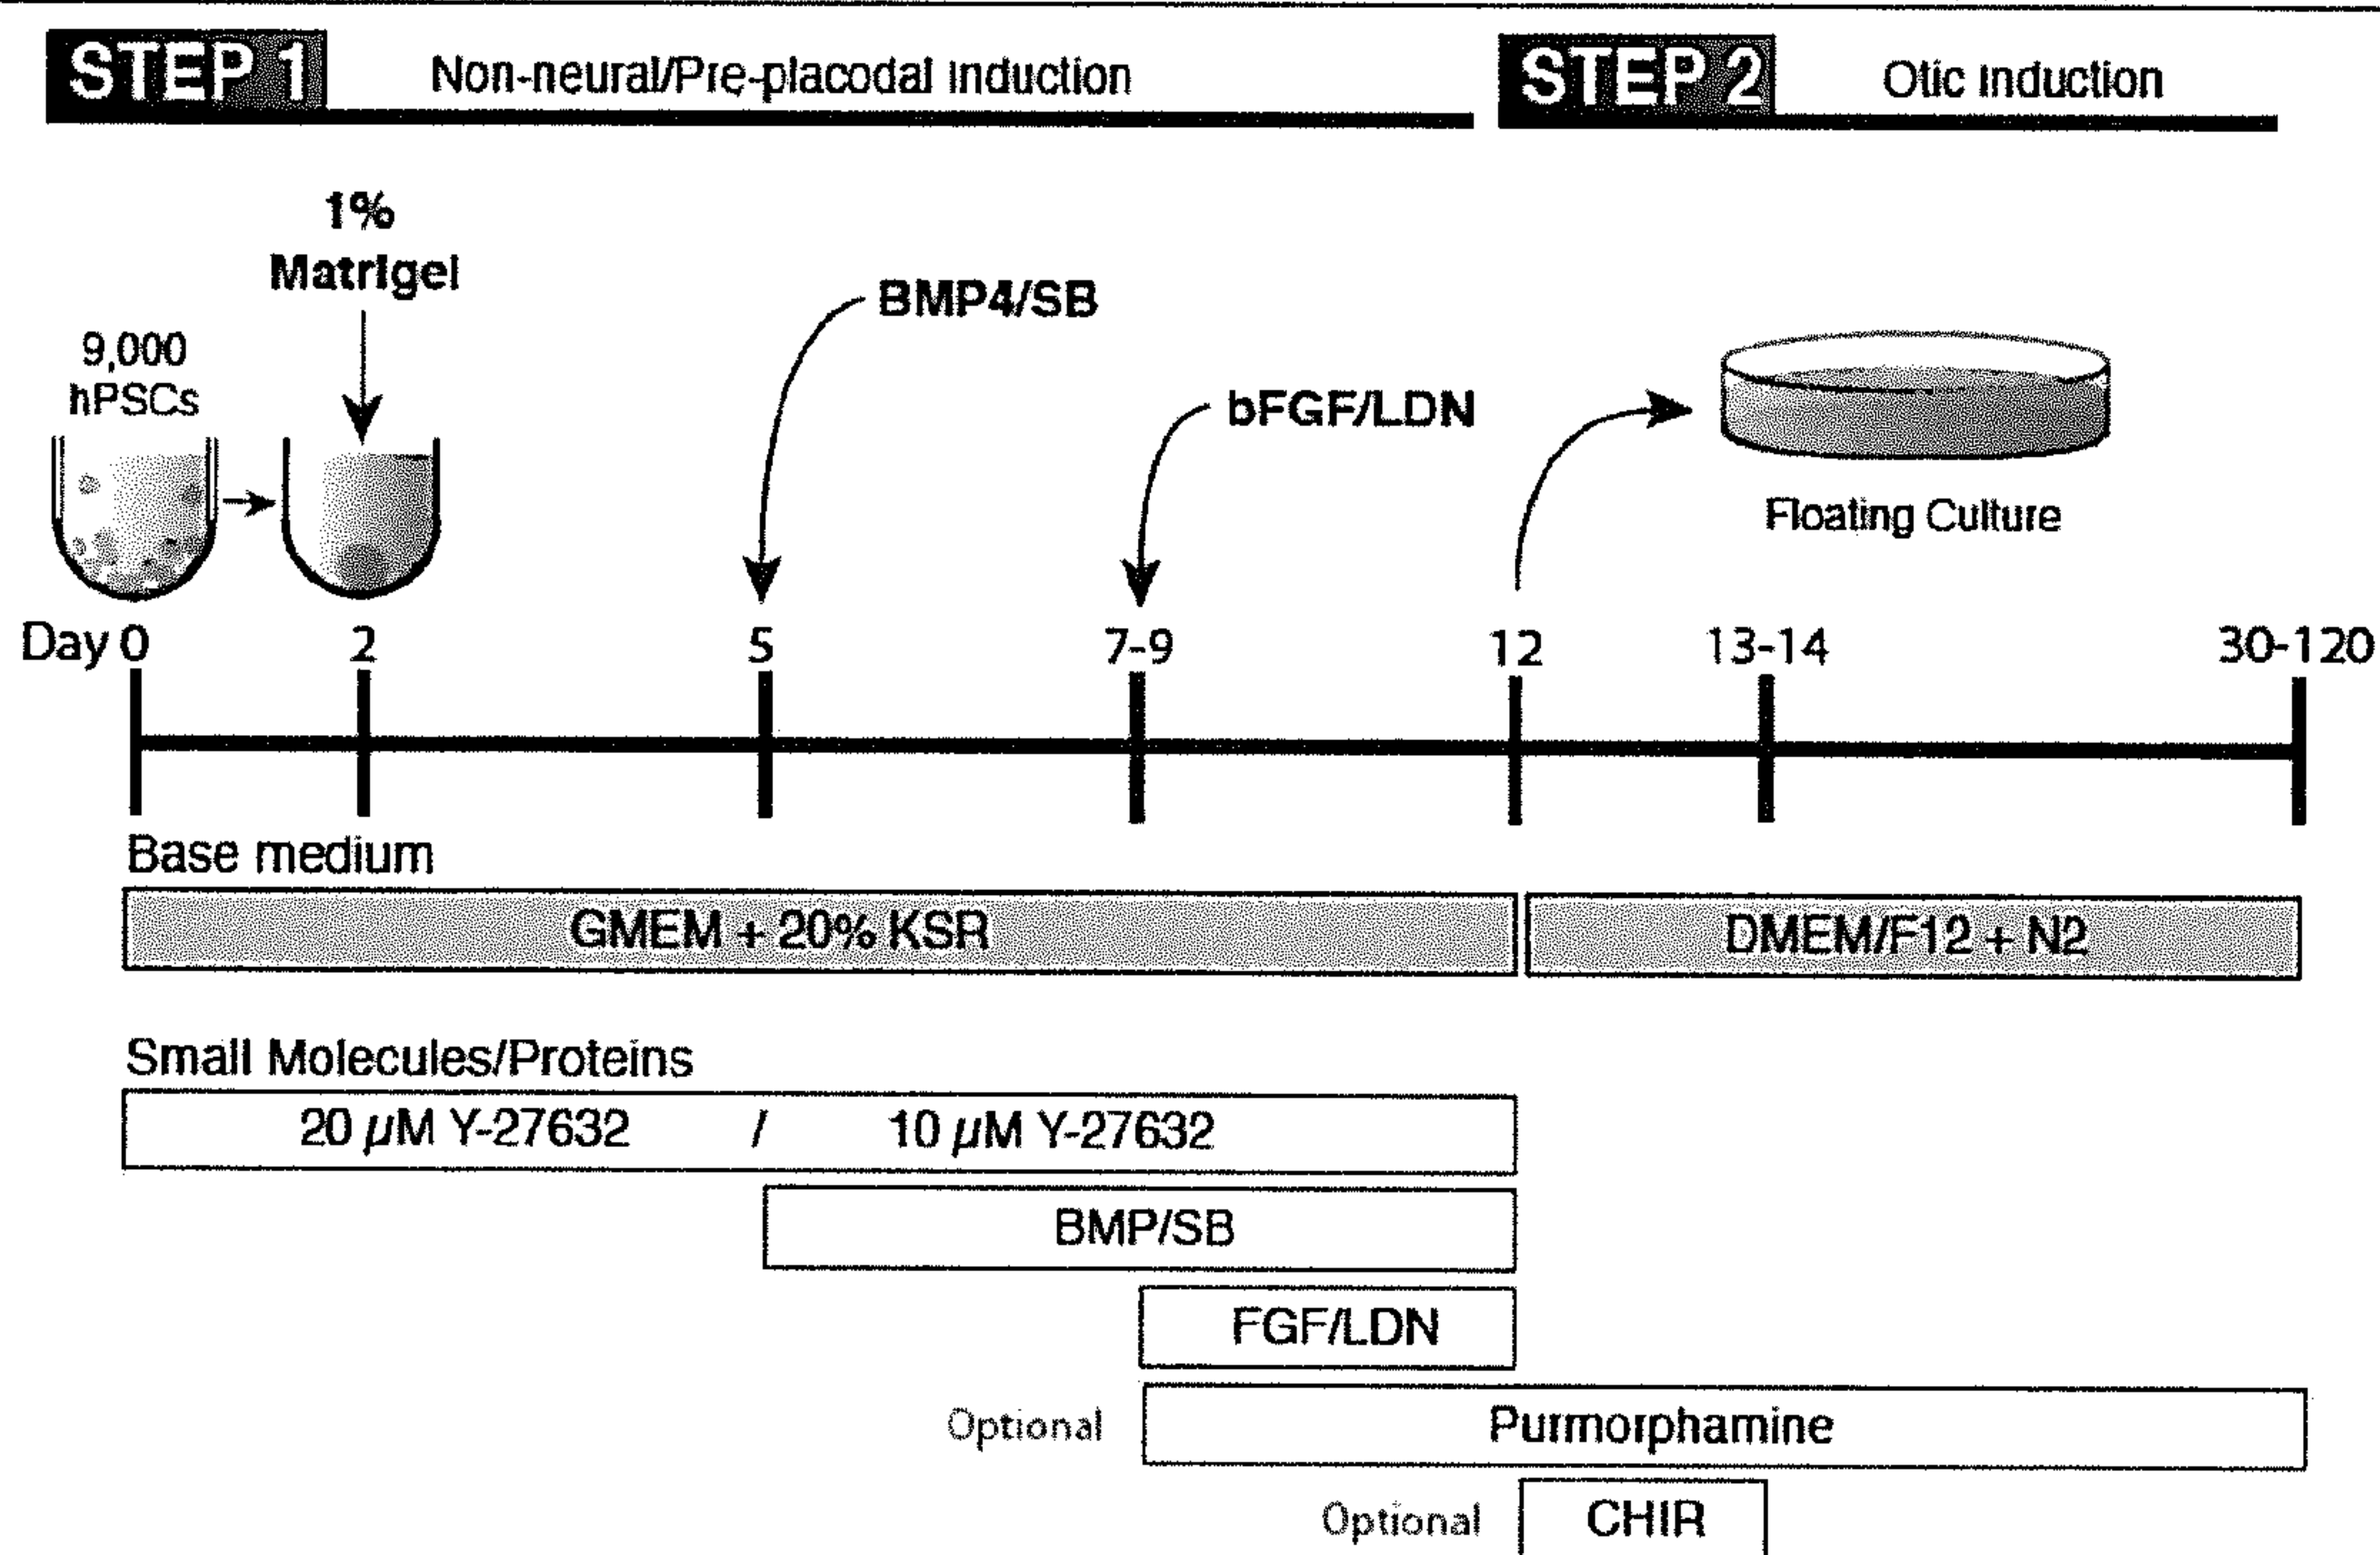 STEP 1 Non-neural/Pre-placodal Induction STEP 2 Otic Induction
1%
Matrigel
9,000
hPSCs
BMP4/SB
bFGF/LDN
Floating Culture
Day 0 2 5 7-9 12 13-14 30-120
Base medium
GMEM + 20% KSR DMEM/F12 + N2
Small Molecules/Proteins
20 µM Y-27632 / 10 µM Y-27632
BMP/SB
FGF/LDN
Optional Purmorphamine
Optional CHIR